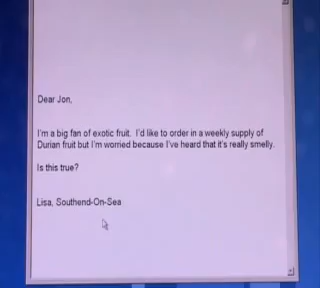 Dear Jon,
I'm a big fan of exotic fruit. I'd like to order in a weekly supply of
Durian fruit but I'm worried because I've heard that it's really smelly.
Is this true?
Lisa, Southend-On-Sea